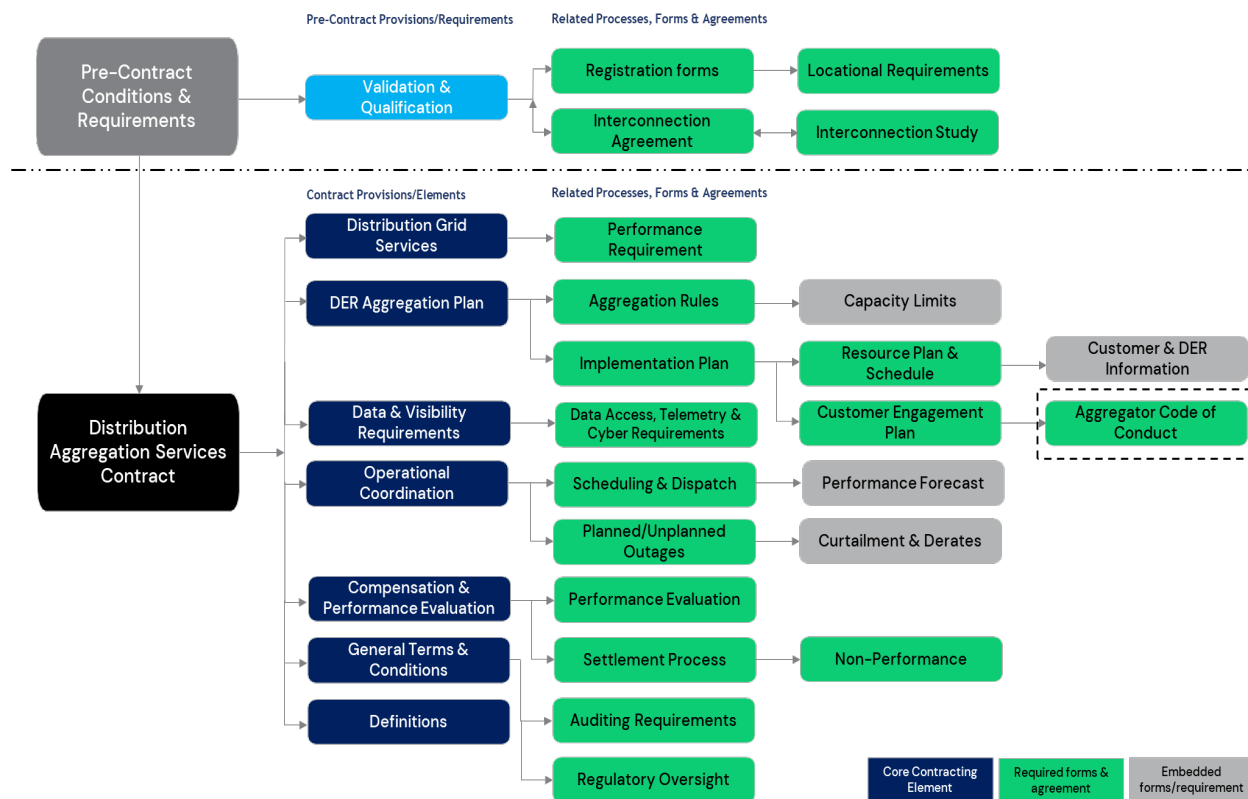 Pre-Contract Provisions/Requirements
Related Processes, Forms & Agreements
Pre-Contract
Conditions &
Requirements
Validation &
Qualification
Registration forms
Locational Requirements
Interconnection
Agreement
Interconnection Study
Contract Provisions/Elements
Related Processes, Forms & Agreements
Distribution Grid
Services
Performance
Requirement
DER Aggregation Plan
Aggregation Rules
Capacity Limits
Implementation Plan
Resource Plan &
Schedule
Customer & DER
Information
Distribution
Aggregation Services
Contract
Data & Visibility
Requirements
Data Access, Telemetry &
Cyber Requirements
Customer Engagement
Plan
Aggregator Code of
Conduct
Operational
Coordination
Scheduling & Dispatch
Performance Forecast
Planned/Unplanned
Outages
Curtailment & Derates
Compensation &
Performance Evaluation
Performance Evaluation
General Terms &
Conditions
Settlement Process
Non-Performance
Definitions
Auditing Requirements
Regulatory Oversight
Core Contracting
Element
Required forms &
agreement
Embedded
forms/requirement